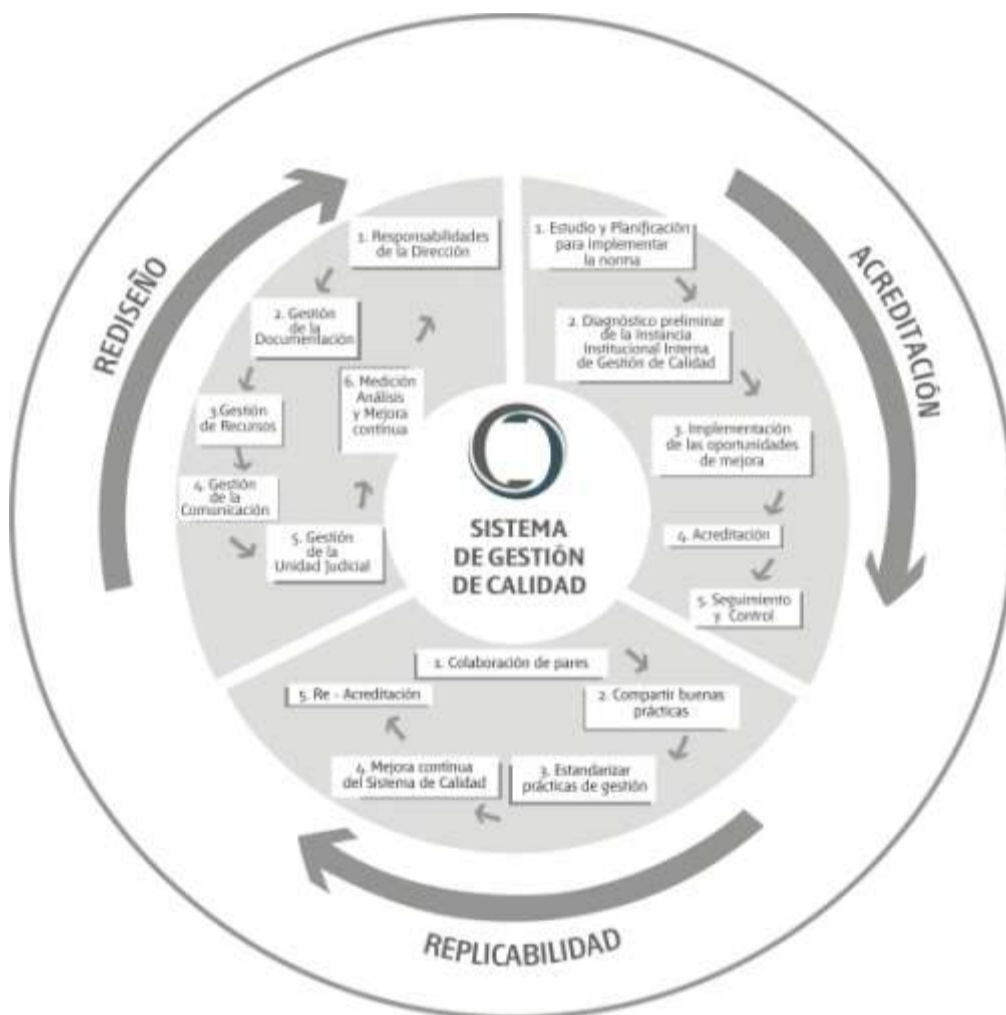 REDISEÑO
1. Responsabilidades
de la Dirección
2. Gestión
de la
Documentación
3.Gestión
de Recursos
4. Gestión
de la
Comunicación
5. Gestión
de la
Unidad Judicial
6. Medición
Análisis
y Mejora
contínua
ACREDITACIÓN
1. Estudio y Planificación
para implementar
la norma
2. Diagnóstico preliminar
de la Instancia
Institucional Interna
de Gestión de Calidad
3. Implementación
de las oportunidades
de mejora
4. Acreditación
5. Seguimiento
y Control
SISTEMA
DE GESTIÓN
DE CALIDAD
1. Colaboración de pares
2. Compartir buenas
prácticas
3. Estandarizar
prácticas de gestión
4. Mejora contínua
del Sistema de Calidad
5. Re - Acreditación
REPLICABILIDAD